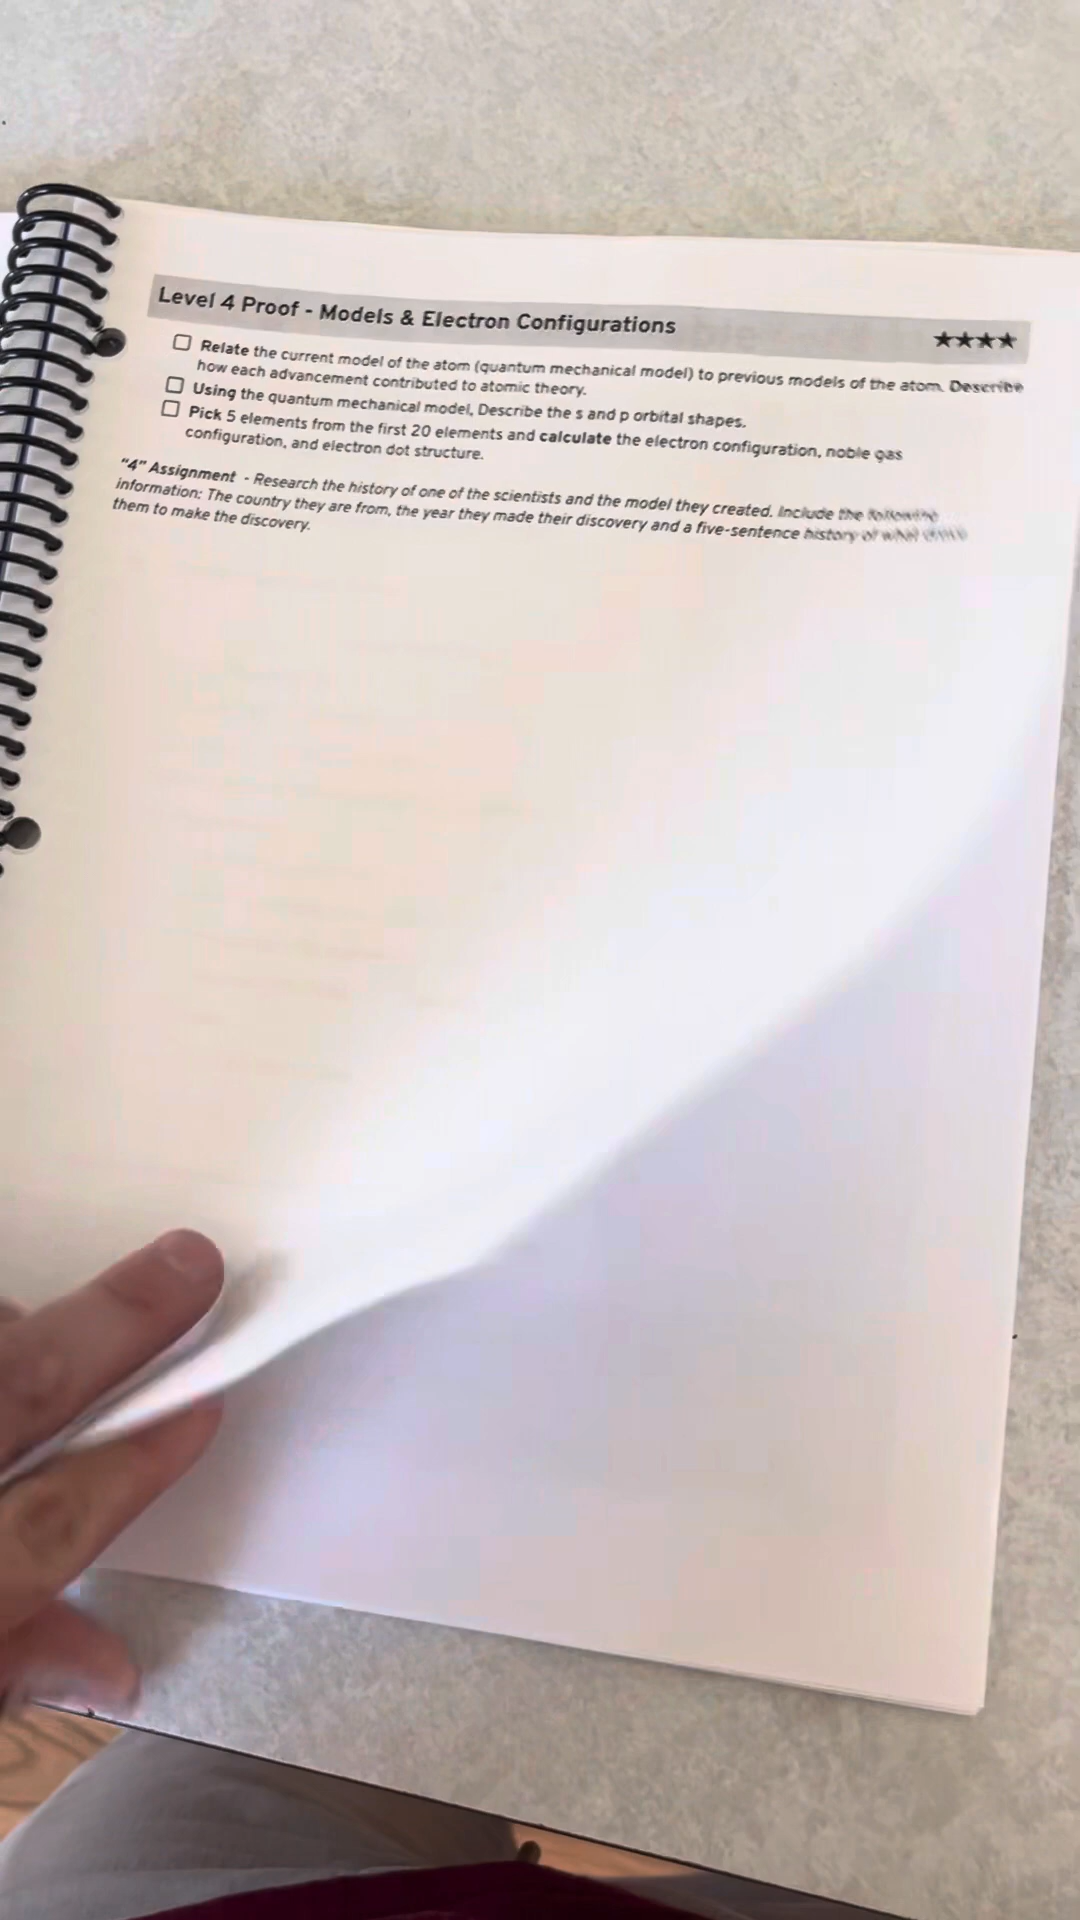 Level 4 Proof - Models & Electron Configurations ★★★★
Relate the current model of the atom (quantum mechanical model) to previous models of the atom. Describe
how each advancement contributed to atomic theory.
Using the quantum mechanical model, Describe the s and p orbital shapes.
Pick 5 elements from the first 20 elements and calculate the electron configuration, noble gas
configuration, and electron dot structure.
"4" Assignment - Research the history of one of the scientists and the model they created. Include the following
information: The country they are from, the year they made their discovery and a five-sentence history of what
them to make the discovery.